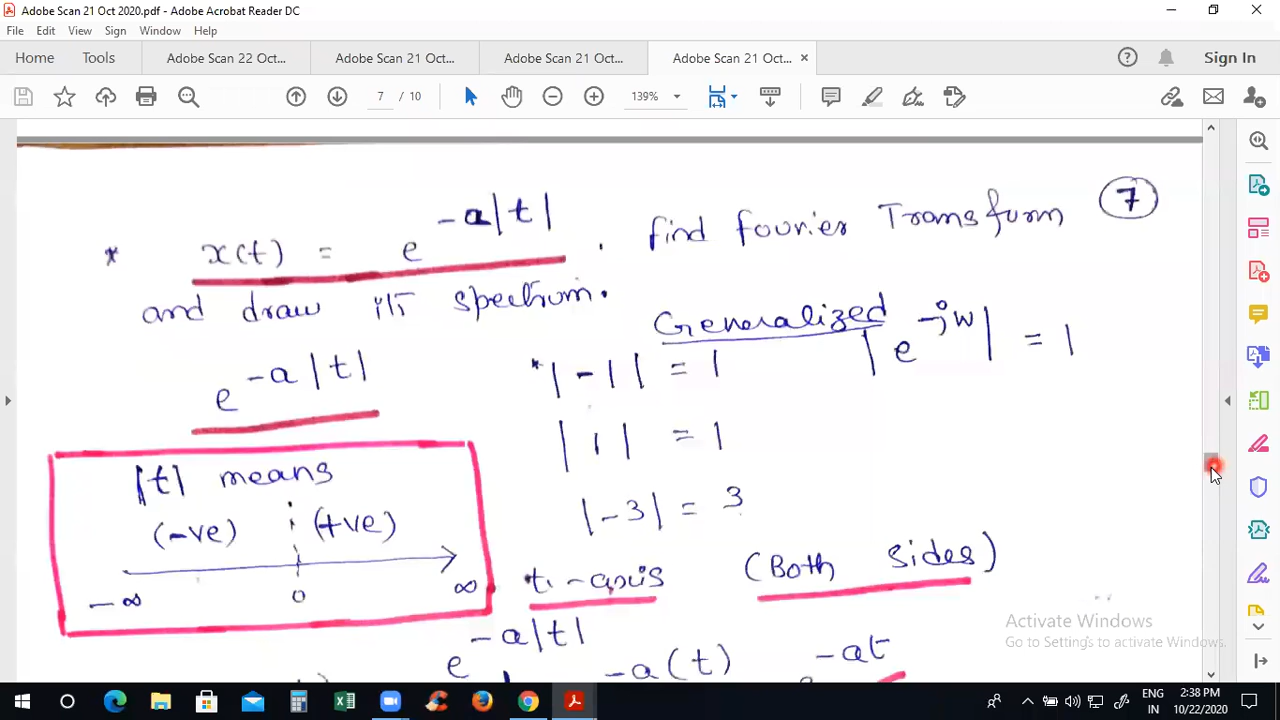 Adobe Scan 21 Oct 2020.pdf - Adobe Acrobat Reader DC
File Edit View Sign Window Help
Home Tools Adobe Scan 22 Oct... Adobe Scan 21 Oct... Adobe Scan 21 Oct... Adobe Scan 21 Oct... × Sign In
7 / 10 139%
7
* x(t) = e^{-a|t|} . find fourier Transform
and draw its spectrum.
Generalized
e^{-a|t|}
*|-1| = 1 |e^{-jw}| = 1
|1| = 1
|t| means
|-3| = 3
(-ve) (+ve)
-∞ 0 ∞
t-axis (Both sides)
e^{-a|t|}
-a(t) -at
Activate Windows
Go to Settings to activate Windows.
ENG
IN
2:38 PM
10/22/2020